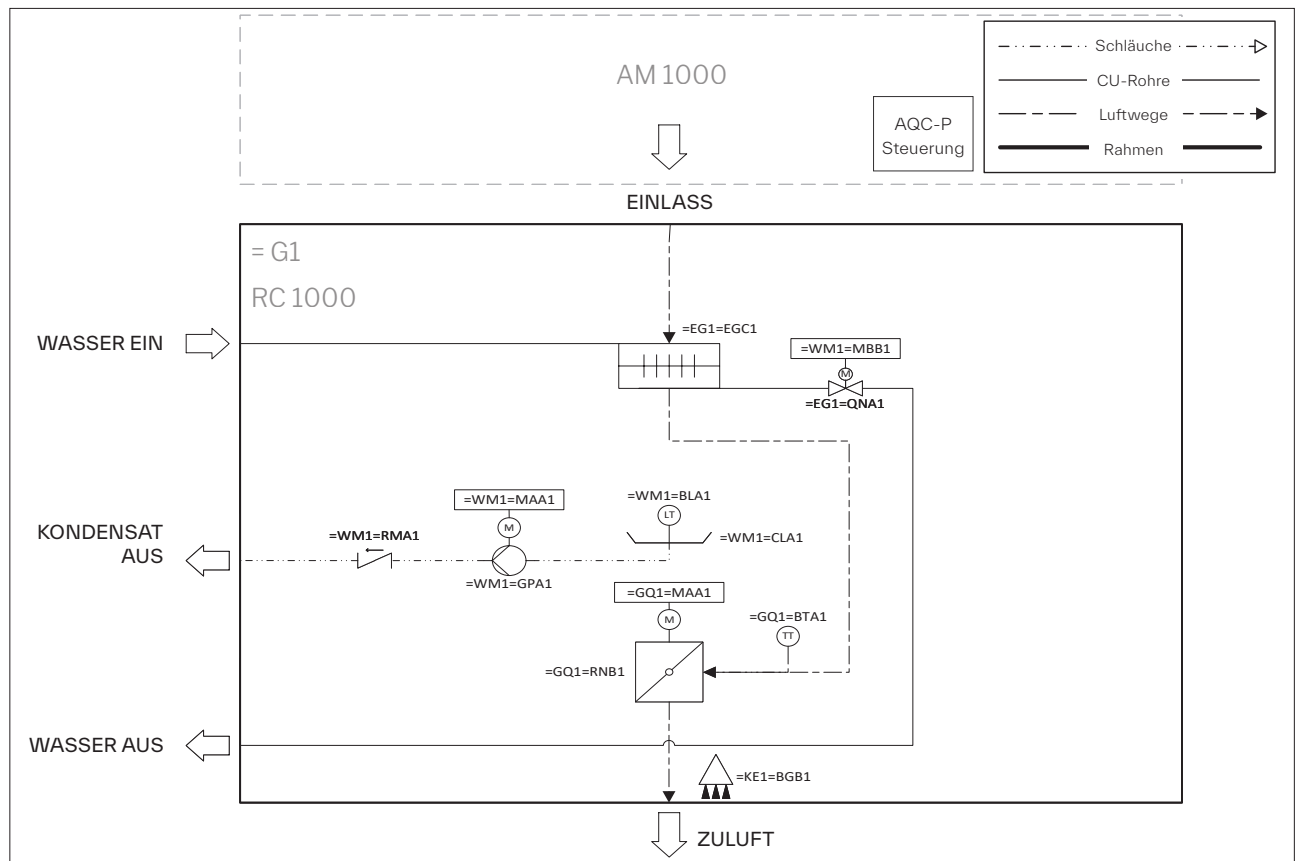 AM 1000
AQC-P
Steuerung
Schläuche
CU-Rohre
Luftwege
Rahmen
EINLASS
= G1
RC 1000
WASSER EIN
=EG1=EGC1
=WM1=MBB1
M
=EG1=QNA1
=WM1=MAA1
M
=WM1=BLA1
LT
KONDENSAT
AUS
=WM1=RMA1
=WM1=CLA1
=WM1=GPA1
=GQ1=MAA1
M
=GQ1=BTA1
TT
=GQ1=RNB1
WASSER AUS
=KE1=BGB1
ZULUFT